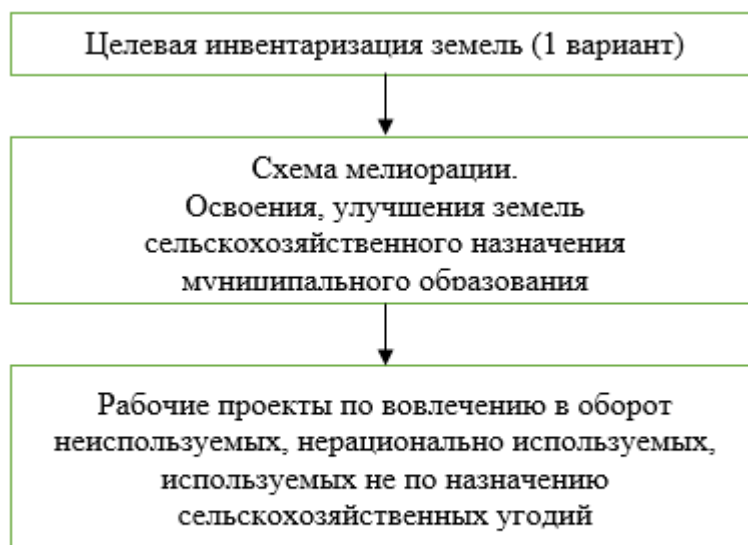 Целевая инвентаризация земель (1 вариант)
Схема мелиорации.
Освоения, улучшения земель
сельскохозяйственного назначения
муниципального образования
Рабочие проекты по вовлечению в оборот
неиспользуемых, нерационально используемых,
используемых не по назначению
сельскохозяйственных угодий